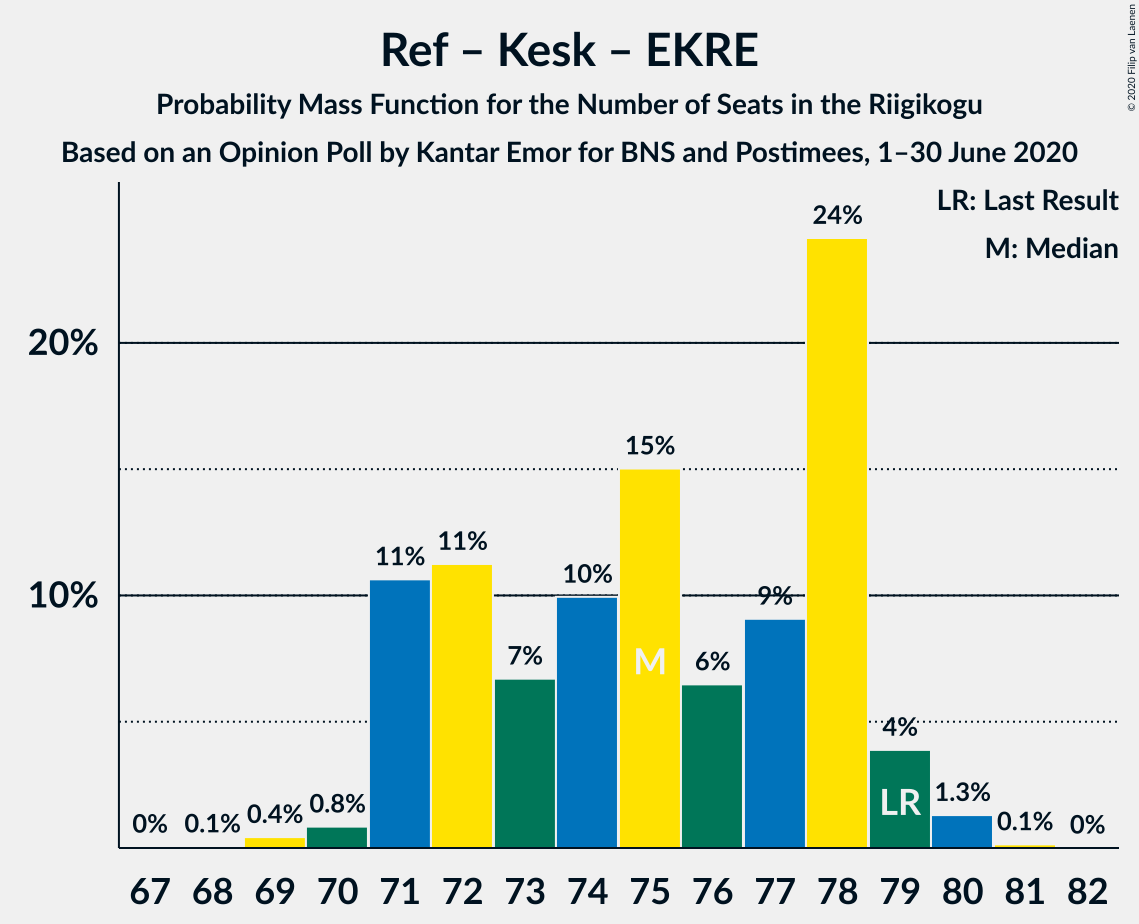 Ref – Kesk – EKRE
Probability Mass Function for the Number of Seats in the Riigikogu
Based on an Opinion Poll by Kantar Emor for BNS and Postimees, 1–30 June 2020
© 2020 Filip van Laenen
LR: Last Result
M: Median
20%
10%
0%
0.1%
0.4%
0.8%
11%
11%
7%
10%
15%
6%
9%
24%
4%
1.3%
0.1%
0%
M
LR
67 68 69 70 71 72 73 74 75 76 77 78 79 80 81 82